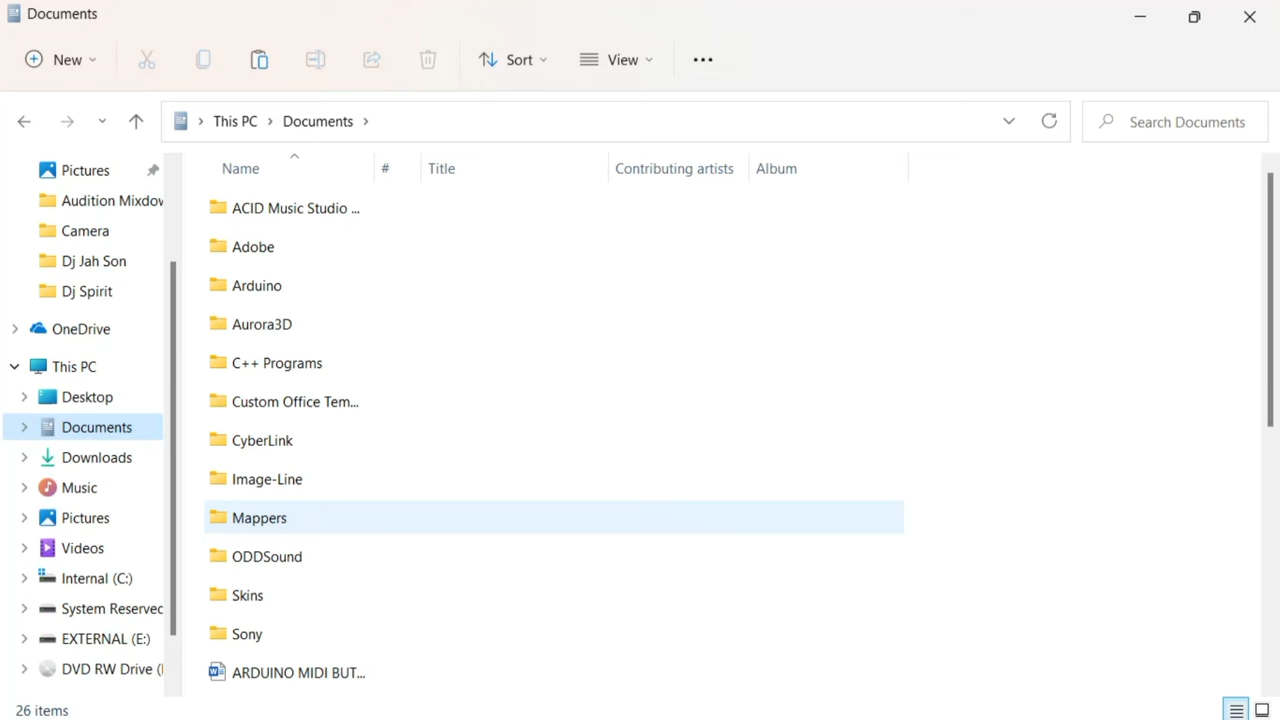 Documents
New
Sort
View
This PC
Documents
Search Documents
Name
#
Title
Contributing artists
Album
Pictures
Audition Mixdow
Camera
Dj Jah Son
Dj Spirit
OneDrive
This PC
Desktop
Documents
Downloads
Music
Pictures
Videos
Internal (C:)
System Reserved
EXTERNAL (E:)
DVD RW Drive (
ACID Music Studio ...
Adobe
Arduino
Aurora3D
C++ Programs
Custom Office Tem...
CyberLink
Image-Line
Mappers
ODDSound
Skins
Sony
ARDUINO MIDI BUT...
26 items